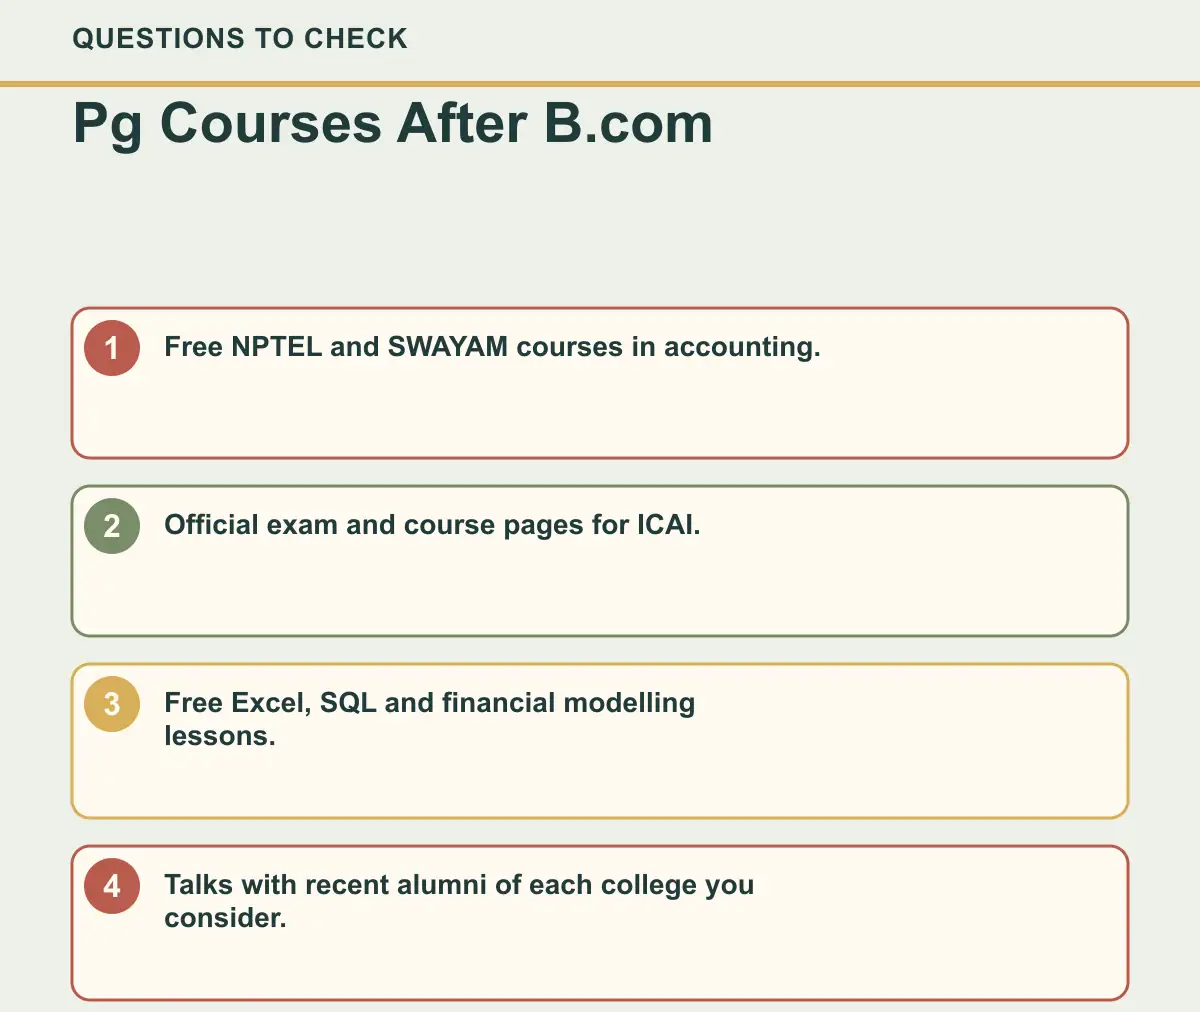 QUESTIONS TO CHECK
Pg Courses After B.com
1 Free NPTEL and SWAYAM courses in accounting.
2 Official exam and course pages for ICAI.
3 Free Excel, SQL and financial modelling
lessons.
4 Talks with recent alumni of each college you
consider.